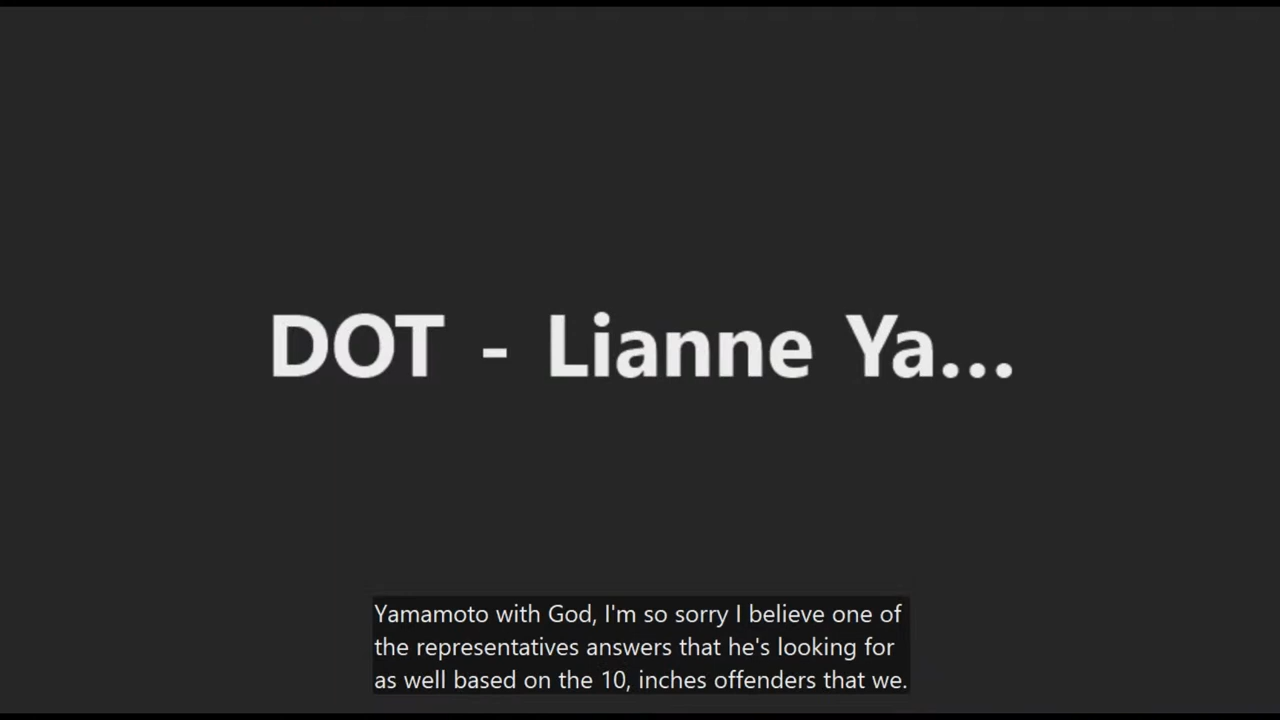 DOT - Lianne Ya...
Yamamoto with God, I'm so sorry I believe one of
the representatives answers that he's looking for
as well based on the 10, inches offenders that we.